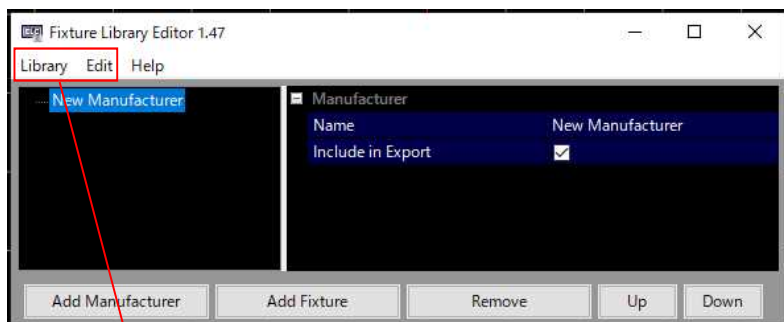 Fixture Library Editor 1.47
Library Edit Help
New Manufacturer
Manufacturer
Name New Manufacturer
Include in Export
Add Manufacturer Add Fixture Remove Up Down